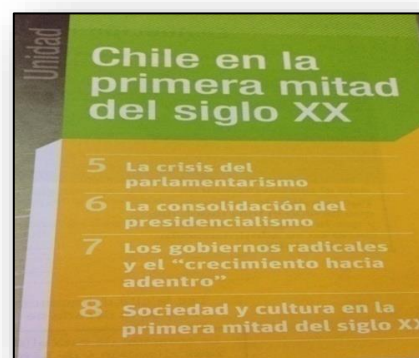 Unidad
Chile en la
primera mitad
del siglo XX
5 La crisis del
parlamentarismo
6 La consolidación del
presidencialismo
7 Los gobiernos radicales
y el “crecimiento hacia
adentro”
8 Sociedad y cultura en la
primera mitad del siglo XX